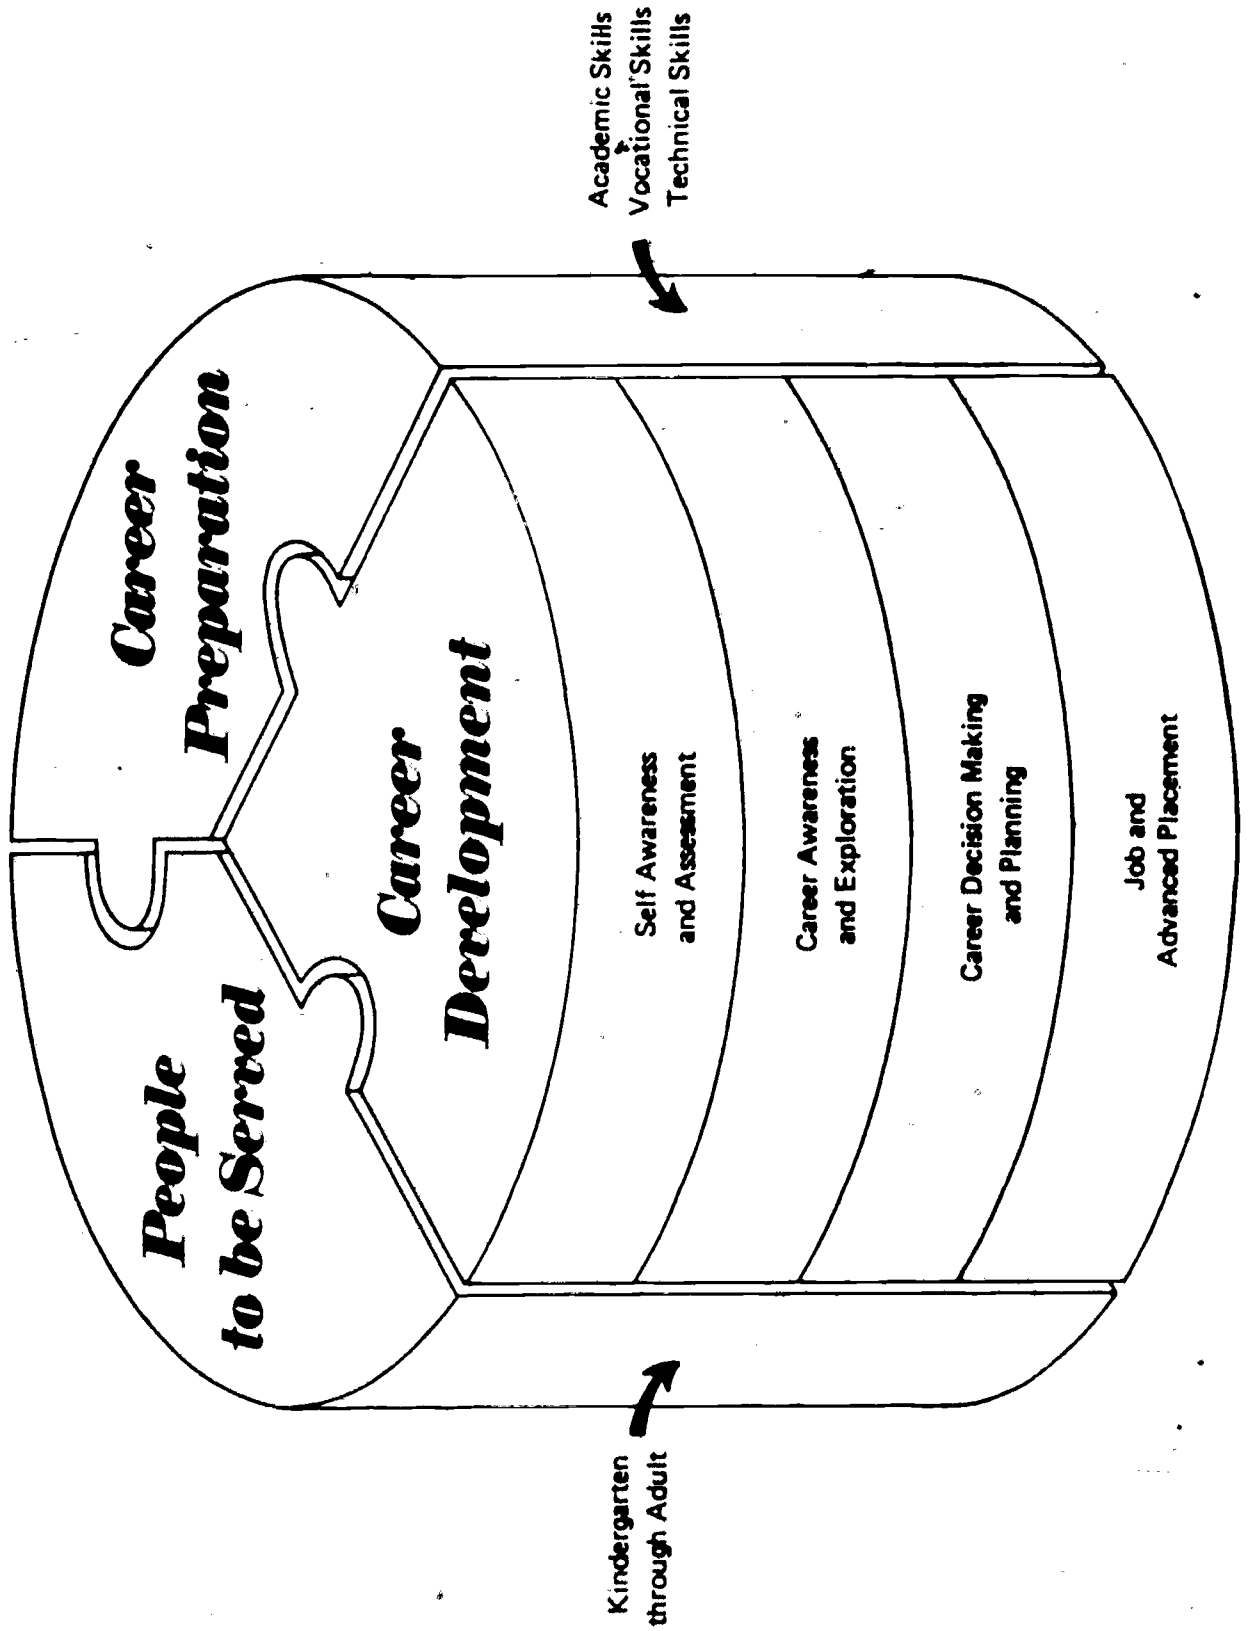 People
to be Served
Career
Preparation
Career
Development
Self Awareness
and Assessment
Career Awareness
and Exploration
Career Decision Making
and Planning
Job and
Advanced Placement
Kindergarten
through Adult
Academic Skills
Vocational Skills
Technical Skills